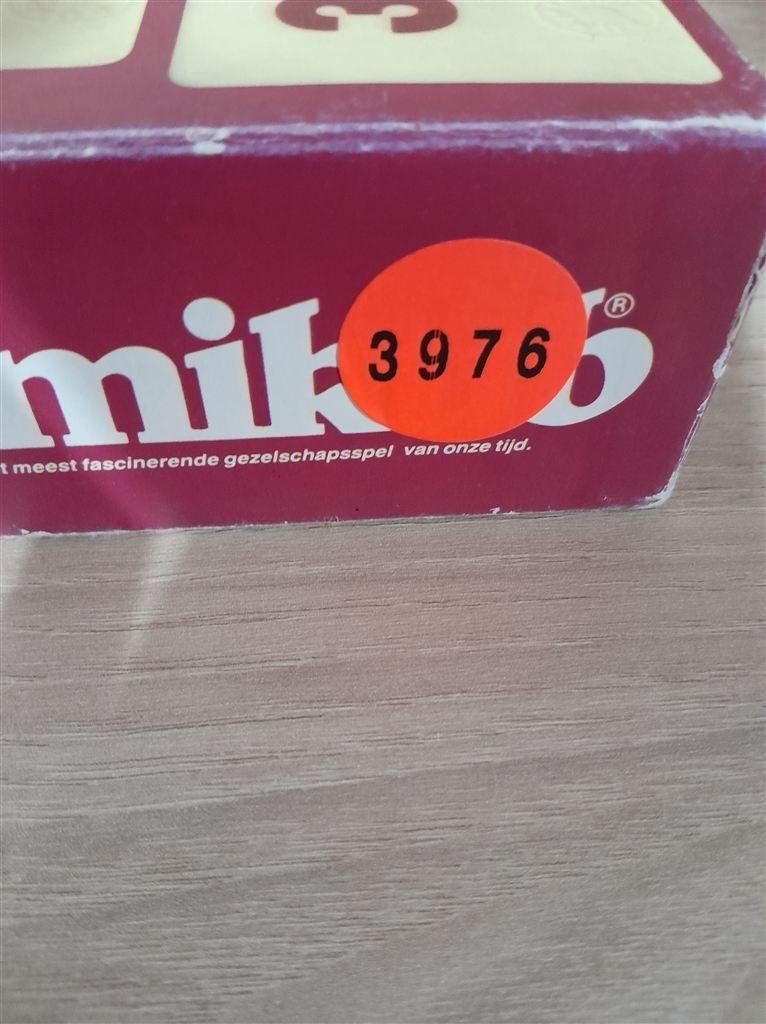 3
mik
b®
3976
t meest fascinerende gezelschapsspel van onze tijd.